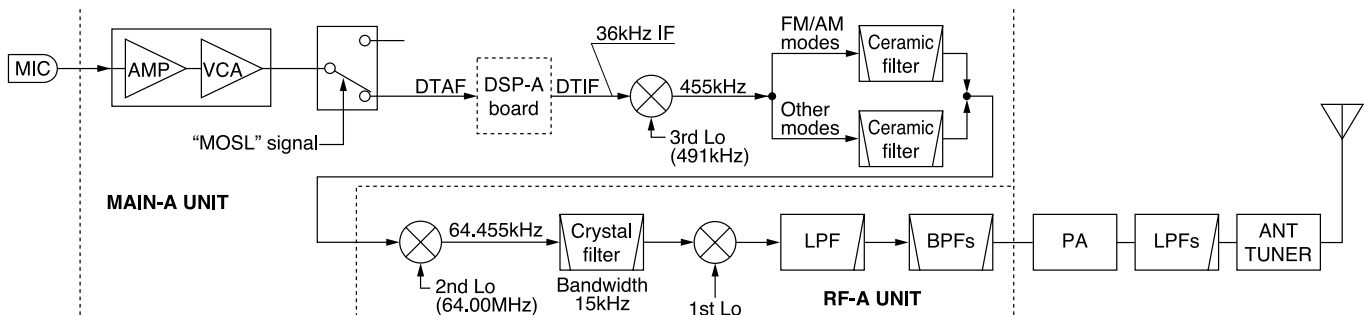 MIC
AMP
VCA
"MOSL" signal
DTAF
DSP-A
board
DTIF
36kHz IF
3rd Lo
(491kHz)
455kHz
FM/AM
modes
Ceramic
filter
Other
modes
Ceramic
filter
MAIN-A UNIT
2nd Lo
(64.00MHz)
64.455kHz
Crystal
filter
Bandwidth
15kHz
1st Lo
LPF
BPFs
RF-A UNIT
PA
LPFs
ANT
TUNER